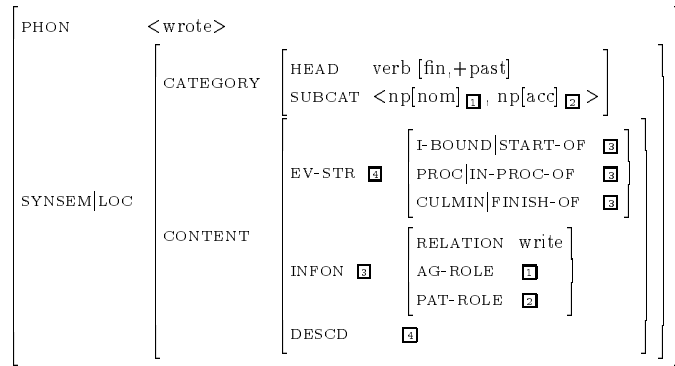 PHON <wrote>
HEAD verb [fin,+past]
CATEGORY
SUBCAT <np[nom] 1 , np[acc] 2 >
I-BOUND|START-OF 3
EV-STR 4 PROC|IN-PROC-OF 3
SYNSEM|LOC
CULMIN|FINISH-OF 3
CONTENT
RELATION write
INFON 3 AG-ROLE 1
PAT-ROLE 2
DESCD 4